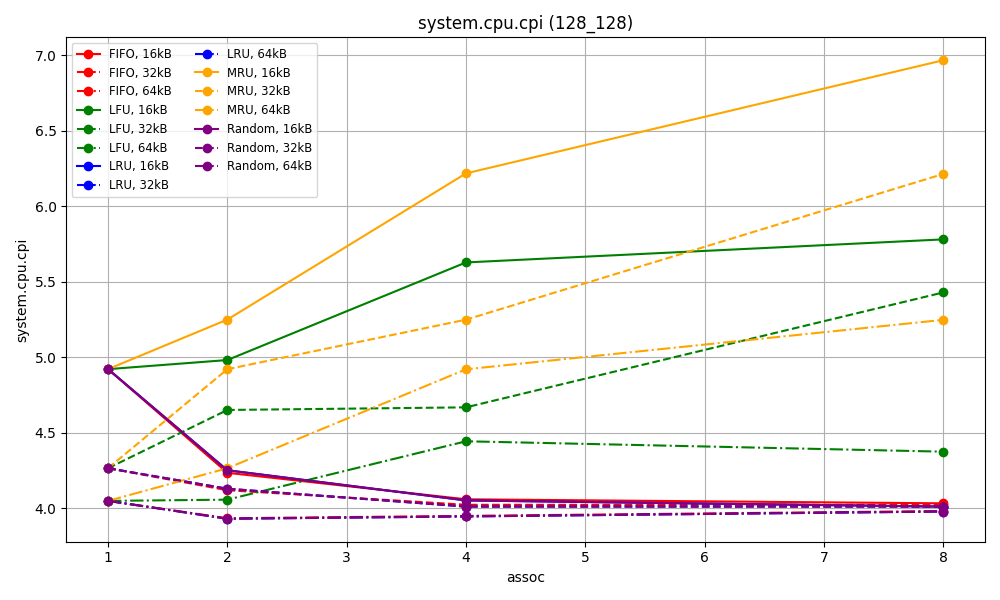 system.cpu.cpi (128_128)
FIFO, 16kB
FIFO, 32kB
FIFO, 64kB
LFU, 16kB
LFU, 32kB
LFU, 64kB
LRU, 16kB
LRU, 32kB
LRU, 64kB
MRU, 16kB
MRU, 32kB
MRU, 64kB
Random, 16kB
Random, 32kB
Random, 64kB
system.cpu.cpi
7.0
6.5
6.0
5.5
5.0
4.5
4.0
1 2 3 4 5 6 7 8
assoc